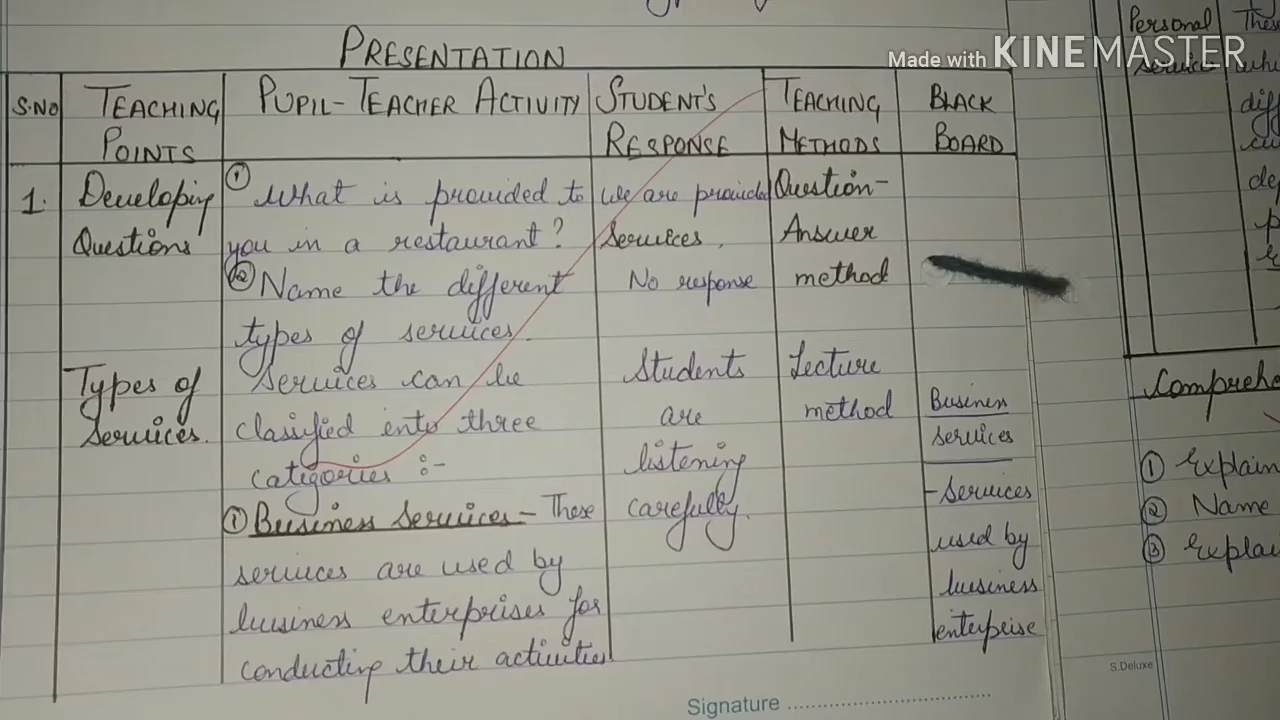 Made with KINEMASTER
PRESENTATION
S.NO
TEACHING
POINTS
PUPIL-TEACHER ACTIVITY
STUDENT'S
RESPONSE
TEACHING
METHODS
BLACK
BOARD
1.
Developing
Questions
① What is provided to
you in a restaurant?
② Name the different
types of services.
We are provided
services.
No response
Question-
Answer
method
Types of
Services.
Services can be
classified into three
categories :-
① Business Services - These
services are used by
business enterprises for
conducting their activities
Students
are
listening
carefully.
Lecture
method
Business
services
- Services
used by
business
enterprise
Signature
Personal
services
These
diff
de
Comprehe
① Explain
② Name
③ Explai
S.Deluxe